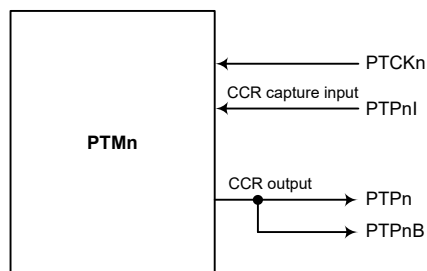 PTCKn
CCR capture input
PTPnI
PTMn
CCR output
PTPn
PTPnB